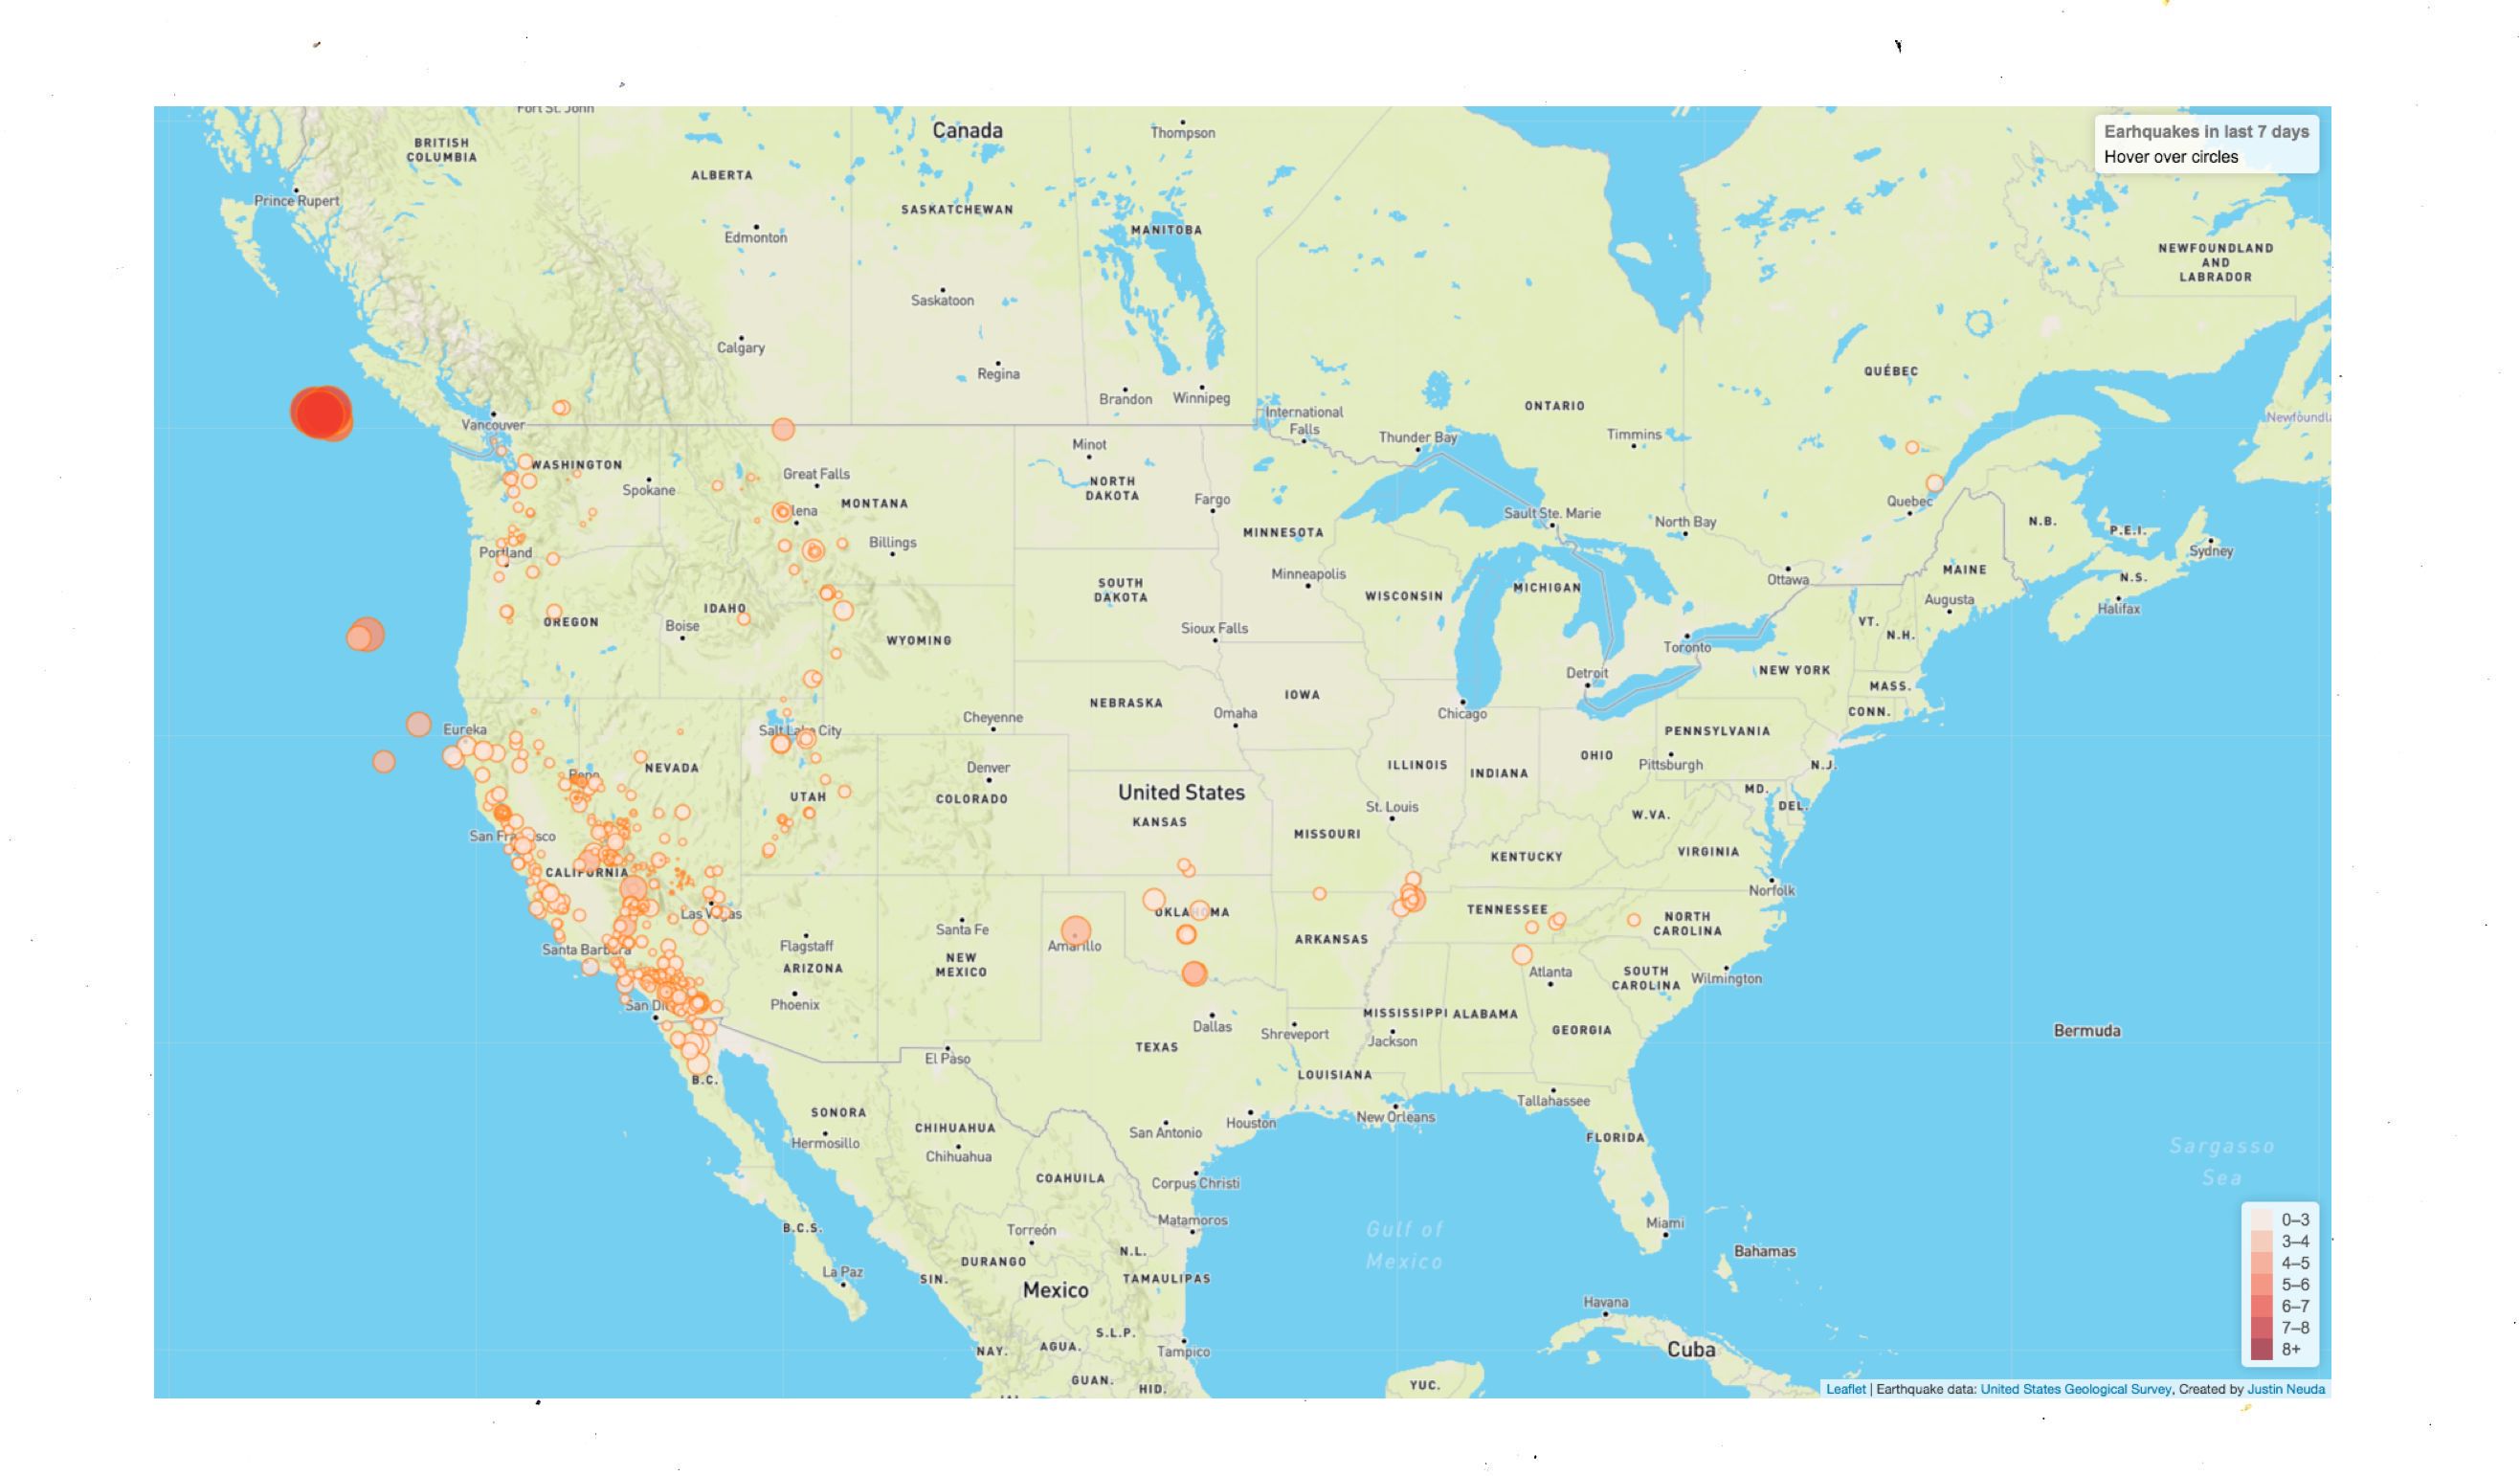 Fort St. John
Canada
Thompson
Earhquakes in last 7 days
Hover over circles
BRITISH
COLUMBIA
ALBERTA
Prince Rupert
SASKATCHEWAN
MANITOBA
Edmonton
NEWFOUNDLAND
AND
LABRADOR
Saskatoon
Calgary
Regina
QUÉBEC
Brandon
Winnipeg
ONTARIO
International
Falls
Vancouver
Thunder Bay
Timmins
Minot
WASHINGTON
Spokane
Great Falls
MONTANA
NORTH
DAKOTA
Fargo
Quebec
Sault Ste. Marie
North Bay
N.B.
P.E.I.
Sydney
MINNESOTA
Billings
Portland
Minneapolis
SOUTH
DAKOTA
WISCONSIN
MICHIGAN
Ottawa
MAINE
N.S.
Augusta
Halifax
IDAHO
Boise
OREGON
WYOMING
Sioux Falls
Toronto
VT.
N.H.
Detroit
NEW YORK
MASS.
CONN.
NEBRASKA
IOWA
Omaha
Chicago
Cheyenne
Eureka
Salt Lake City
PENNSYLVANIA
OHIO
Pittsburgh
N.J.
NEVADA
Reno
Denver
COLORADO
UTAH
United States
KANSAS
ILLINOIS
INDIANA
St. Louis
MISSOURI
MD.
DEL.
W.VA.
San Francisco
KENTUCKY
VIRGINIA
CALIFORNIA
Norfolk
Las Vegas
OKLAHOMA
TENNESSEE
NORTH
CAROLINA
Santa Fe
Flagstaff
Amarillo
ARKANSAS
Santa Barbara
ARIZONA
NEW
MEXICO
Atlanta
SOUTH
CAROLINA
Wilmington
Phoenix
San Di
MISSISSIPPI
ALABAMA
Dallas
Shreveport
Jackson
GEORGIA
Bermuda
TEXAS
El Paso
LOUISIANA
B.C.
Tallahassee
SONORA
Hermosillo
CHIHUAHUA
Chihuahua
San Antonio
Houston
New Orleans
FLORIDA
Sargasso
Sea
COAHUILA
Corpus Christi
B.C.S.
Torreón
Matamoros
Gulf of
Mexico
Miami
Bahamas
N.L.
DURANGO
La Paz
SIN.
TAMAULIPAS
Mexico
Havana
S.L.P.
NAY.
AGUA.
Tampico
Cuba
GUAN.
HID.
YUC.
0–3
3–4
4–5
5–6
6–7
7–8
8+
Leaflet | Earthquake data: United States Geological Survey, Created by Justin Neuda